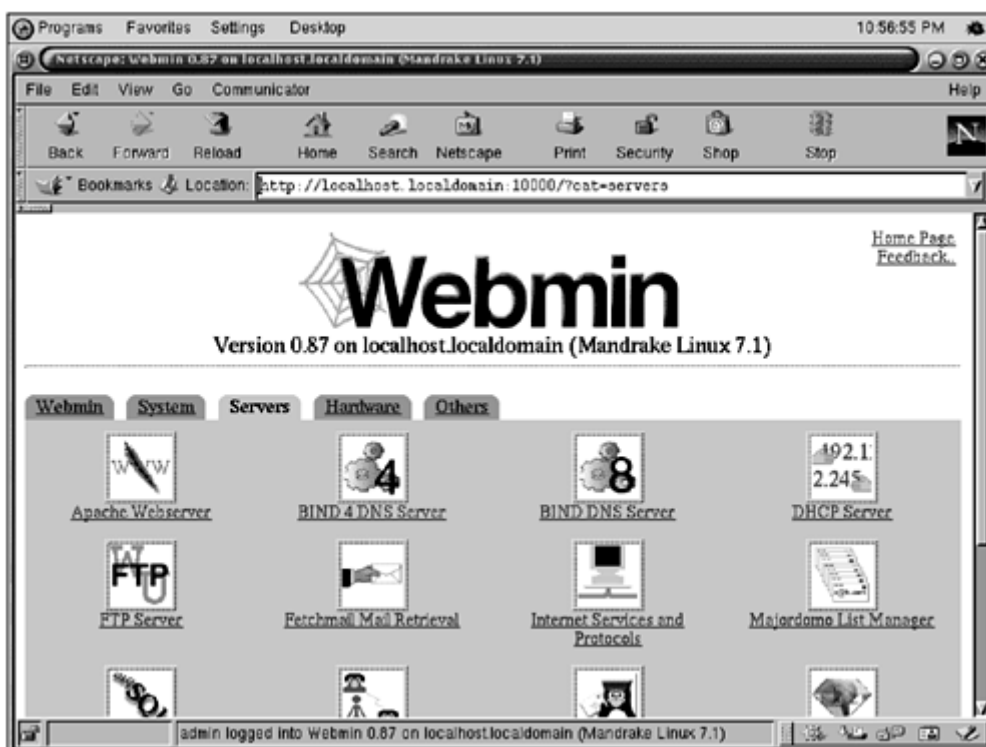 Programs Favorites Settings Desktop 10:56:55 PM
Netscape: Webmin 0.87 on localhost.localdomain (Mandrake Linux 7.1)
File Edit View Go Communicator Help
Back Forward Reload Home Search Netscape Print Security Shop Stop
N
Bookmarks Location: http://localhost.localdomain:10000/?cat=servers
Home Page
Feedback..
Webmin
Version 0.87 on localhost.localdomain (Mandrake Linux 7.1)
Webmin System Servers Hardware Others
WWW 4 8 192.1
2.245
Apache Webserver BIND 4 DNS Server BIND DNS Server DHCP Server
WU
FTP
FTP Server Fetchmail Mail Retrieval Internet Services and Protocols Majordomo List Manager
admin logged into Webmin 0.87 on localhost.localdomain (Mandrake Linux 7.1)